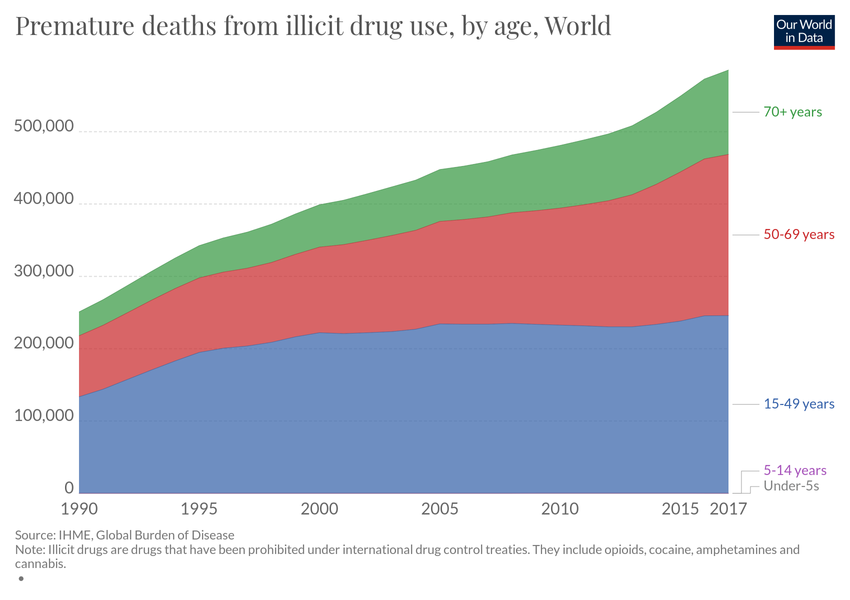 Premature deaths from illicit drug use, by age, World
Our World
in Data
500,000
400,000
300,000
200,000
100,000
0
70+ years
50-69 years
15-49 years
5-14 years
Under-5s
1990 1995 2000 2005 2010 2015 2017
Source: IHME, Global Burden of Disease
Note: Illicit drugs are drugs that have been prohibited under international drug control treaties. They include opioids, cocaine, amphetamines and
cannabis.
•